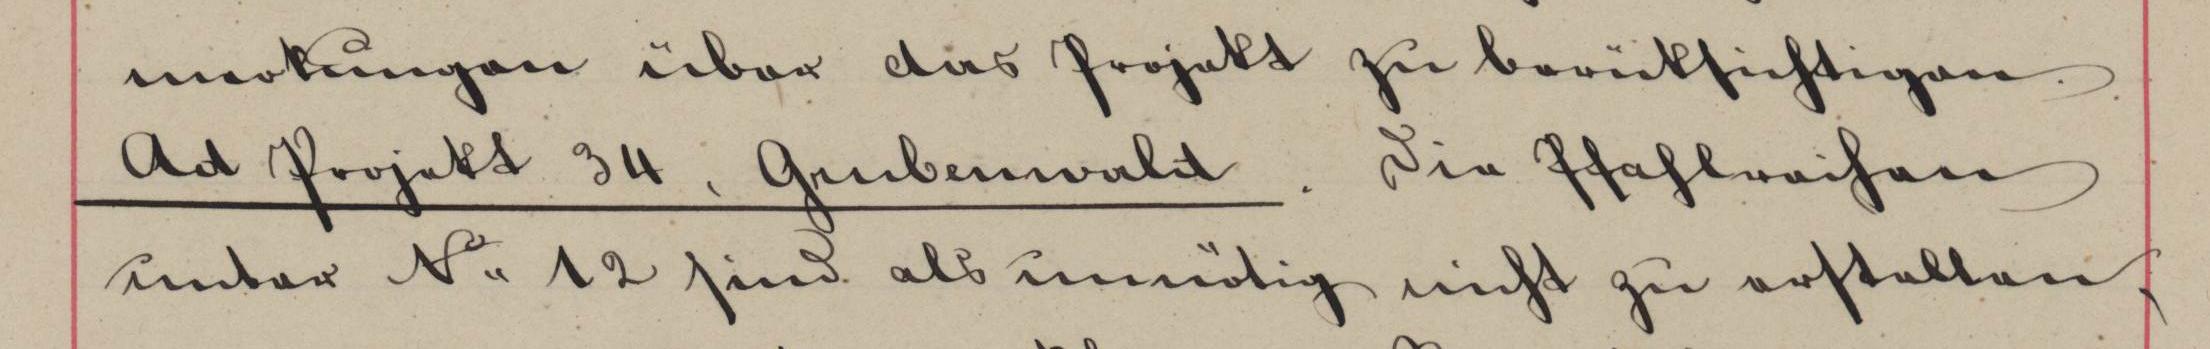 merkungen über das Projekt zu berüksichtigen.
Ad Projekt 34, Grubenwald. Die Pfahlreihen
unter No 12 sind als unnötig nicht zu erstellen,